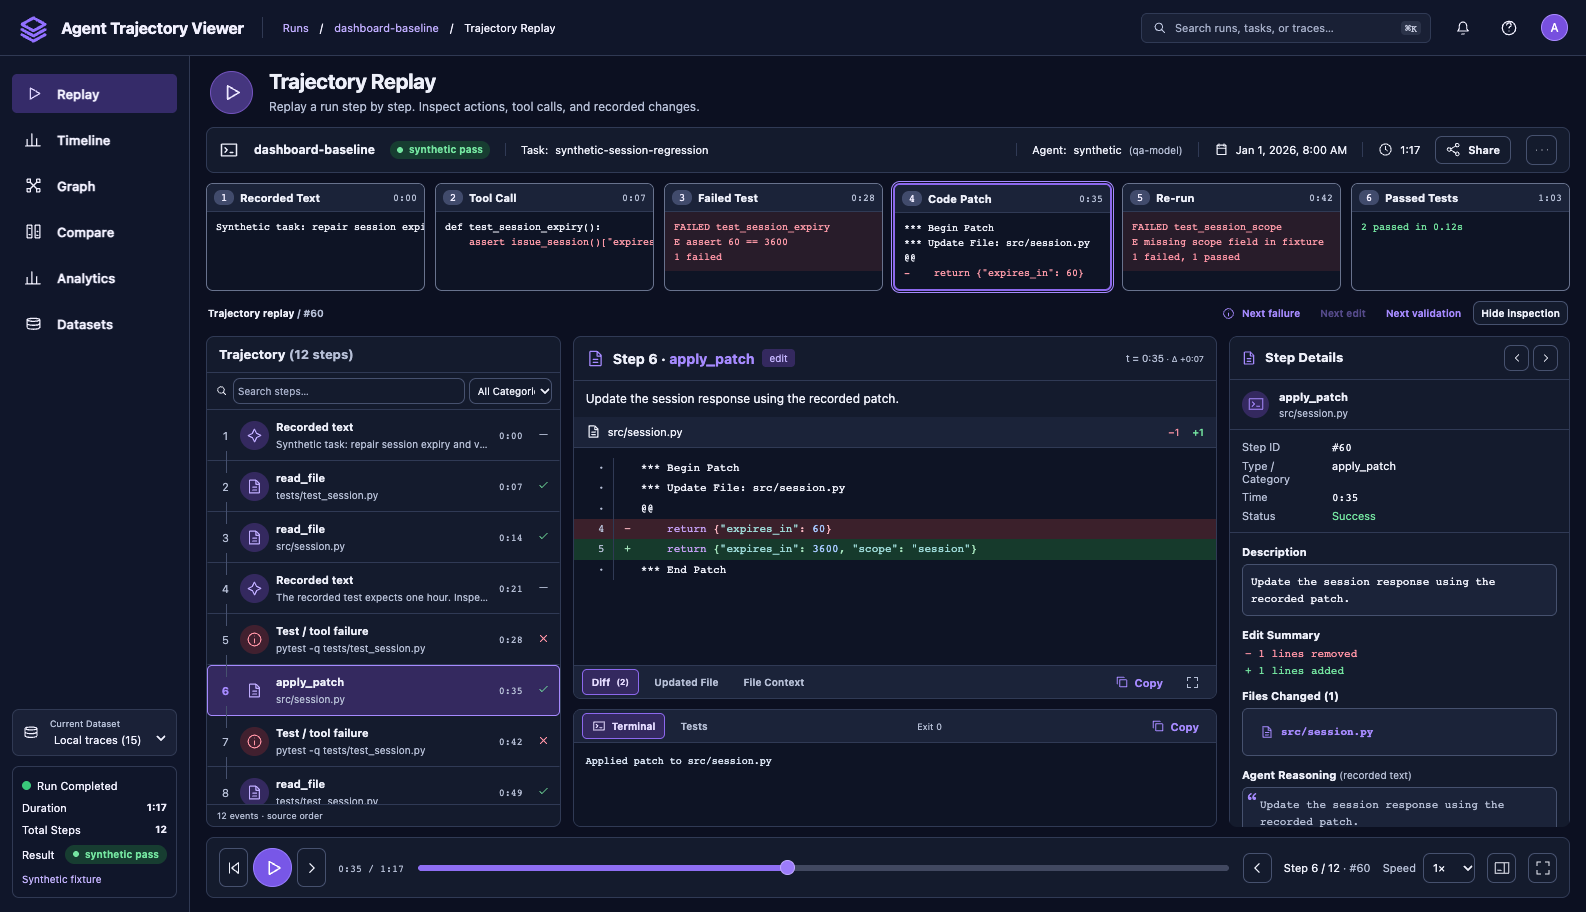 Agent Trajectory Viewer
Runs / dashboard-baseline / Trajectory Replay
Search runs, tasks, or traces...
⌘K
A
Replay
Timeline
Graph
Compare
Analytics
Datasets
Current Dataset
Local traces (15)
Run Completed
Duration 1:17
Total Steps 12
Result synthetic pass
Synthetic fixture
Trajectory Replay
Replay a run step by step. Inspect actions, tool calls, and recorded changes.
dashboard-baseline synthetic pass Task: synthetic-session-regression
Agent: synthetic (qa-model) Jan 1, 2026, 8:00 AM 1:17 Share ...
1 Recorded Text 0:00
Synthetic task: repair session expi
2 Tool Call 0:07
def test_session_expiry():
assert issue_session()["expires
3 Failed Test 0:28
FAILED test_session_expiry
E assert 60 == 3600
1 failed
4 Code Patch 0:35
*** Begin Patch
*** Update File: src/session.py
@@
- return {"expires_in": 60}
5 Re-run 0:42
FAILED test_session_scope
E missing scope field in fixture
1 failed, 1 passed
6 Passed Tests 1:03
2 passed in 0.12s
Trajectory replay / #60
Next failure Next edit Next validation Hide inspection
Trajectory (12 steps)
Search steps...
All Categori
1 Recorded text 0:00 —
Synthetic task: repair session expiry and v...
2 read_file 0:07
tests/test_session.py
3 read_file 0:14
src/session.py
4 Recorded text 0:21 —
The recorded test expects one hour. Inspe...
5 Test / tool failure 0:28
pytest -q tests/test_session.py
6 apply_patch 0:35
src/session.py
7 Test / tool failure 0:42
pytest -q tests/test_session.py
8 read_file 0:49
tests/test_session.py
12 events · source order
Step 6 · apply_patch edit
t = 0:35 · Δ +0:07
Update the session response using the recorded patch.
src/session.py −1 +1
· *** Begin Patch
· *** Update File: src/session.py
· @@
4 - return {"expires_in": 60}
5 + return {"expires_in": 3600, "scope": "session"}
· *** End Patch
Diff (2) Updated File File Context Copy
Terminal Tests Exit 0 Copy
Applied patch to src/session.py
Step Details
apply_patch
src/session.py
Step ID #60
Type / Category apply_patch
Time 0:35
Status Success
Description
Update the session response using the
recorded patch.
Edit Summary
− 1 lines removed
+ 1 lines added
Files Changed (1)
src/session.py
Agent Reasoning (recorded text)
“ Update the session response using the
recorded patch.
0:35 / 1:17
Step 6 / 12 · #60 Speed 1×